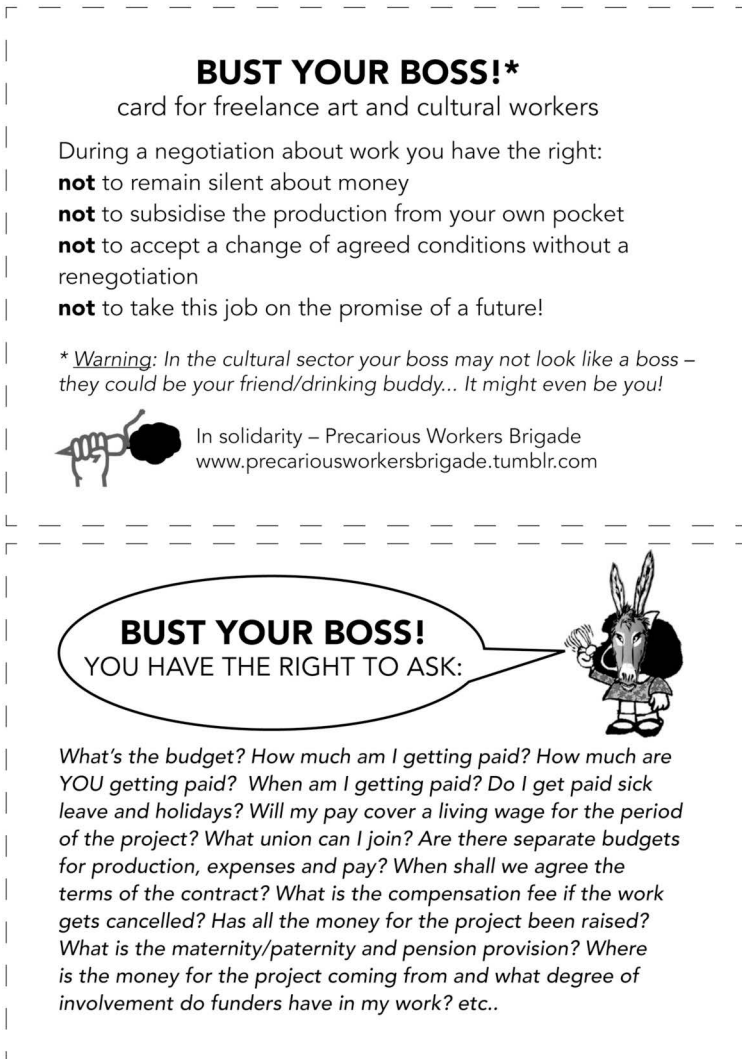 BUST YOUR BOSS!*
card for freelance art and cultural workers
During a negotiation about work you have the right:
not to remain silent about money
not to subsidise the production from your own pocket
not to accept a change of agreed conditions without a
renegotiation
not to take this job on the promise of a future!
* Warning: In the cultural sector your boss may not look like a boss –
they could be your friend/drinking buddy... It might even be you!
In solidarity – Precarious Workers Brigade
www.precariousworkersbrigade.tumblr.com
BUST YOUR BOSS!
YOU HAVE THE RIGHT TO ASK:
What's the budget? How much am I getting paid? How much are
YOU getting paid?  When am I getting paid? Do I get paid sick
leave and holidays? Will my pay cover a living wage for the period
of the project? What union can I join? Are there separate budgets
for production, expenses and pay? When shall we agree the
terms of the contract? What is the compensation fee if the work
gets cancelled? Has all the money for the project been raised?
What is the maternity/paternity and pension provision? Where
is the money for the project coming from and what degree of
involvement do funders have in my work? etc..